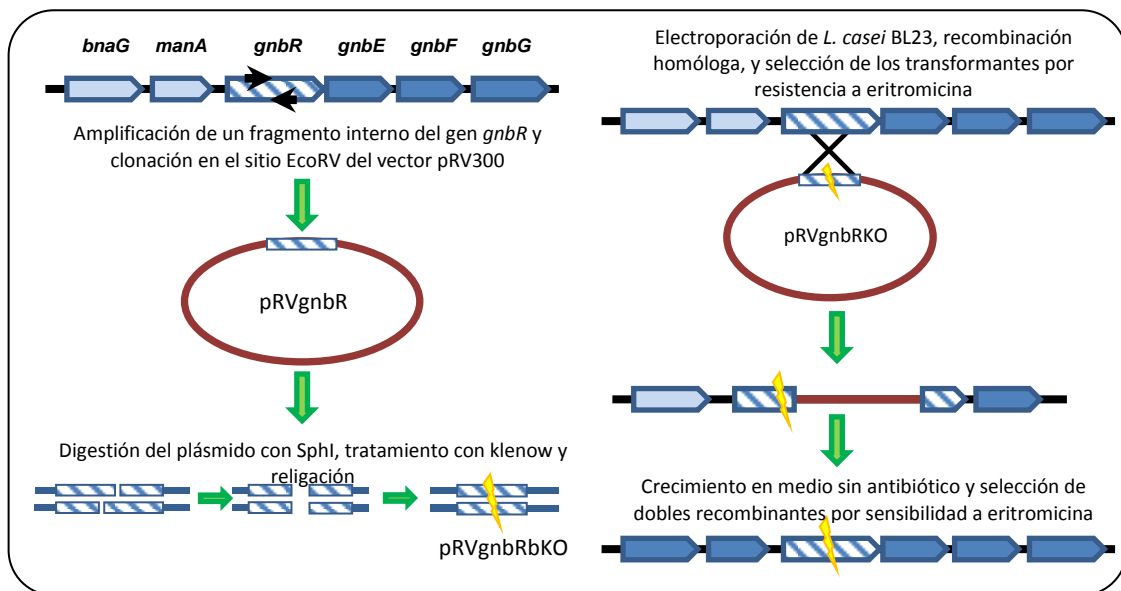 bnaG manA gnbR gnbE gnbF gnbG
Amplificación de un fragmento interno del gen gnbR y
clonación en el sitio EcoRV del vector pRV300
pRVgnbR
Digestión del plásmido con SphI, tratamiento con klenow y
religación
pRVgnbRbKO
Electroporación de L. casei BL23, recombinación
homóloga, y selección de los transformantes por
resistencia a eritromicina
pRVgnbRKO
Crecimiento en medio sin antibiótico y selección de
dobles recombinantes por sensibilidad a eritromicina